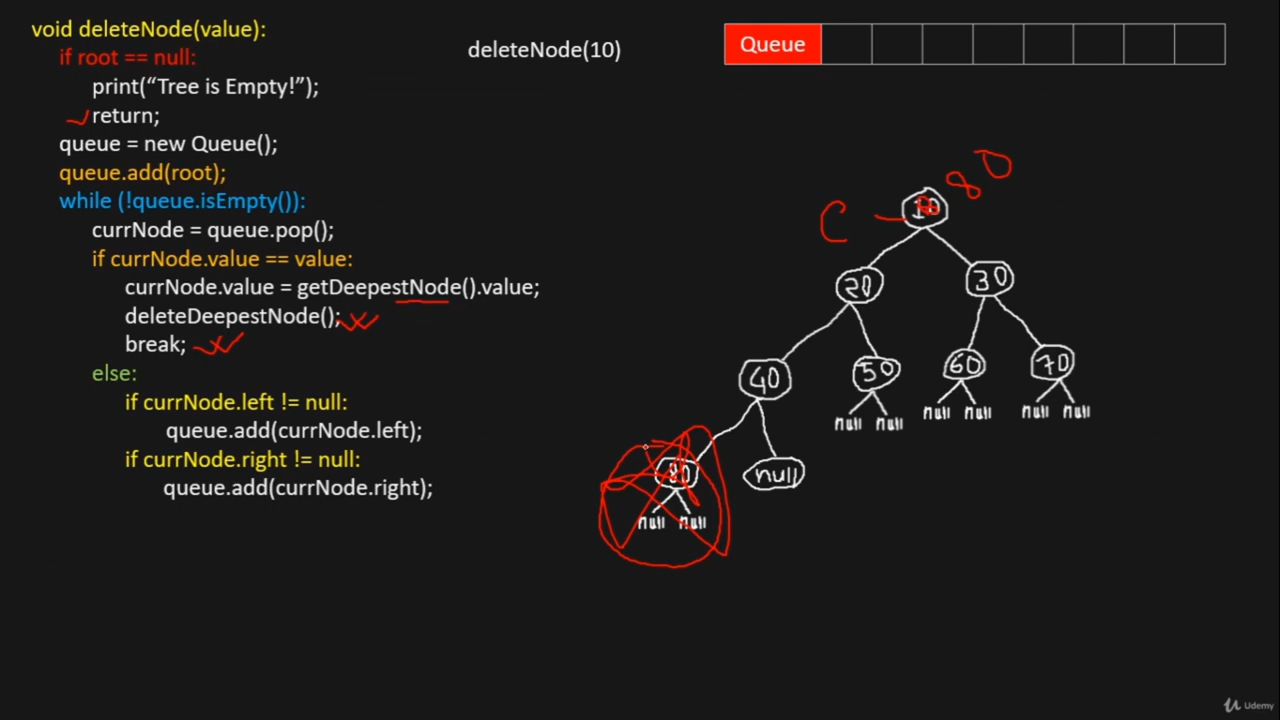 void deleteNode(value):
if root == null:
print(“Tree is Empty!”);
return;
queue = new Queue();
queue.add(root);
while (!queue.isEmpty()):
currNode = queue.pop();
if currNode.value == value:
currNode.value = getDeepestNode().value;
deleteDeepestNode();
break;
else:
if currNode.left != null:
queue.add(currNode.left);
if currNode.right != null:
queue.add(currNode.right);
deleteNode(10)
Queue
80
C 10
20 30
40 50 60 70
null null null null null null
80 null
null null
Udemy